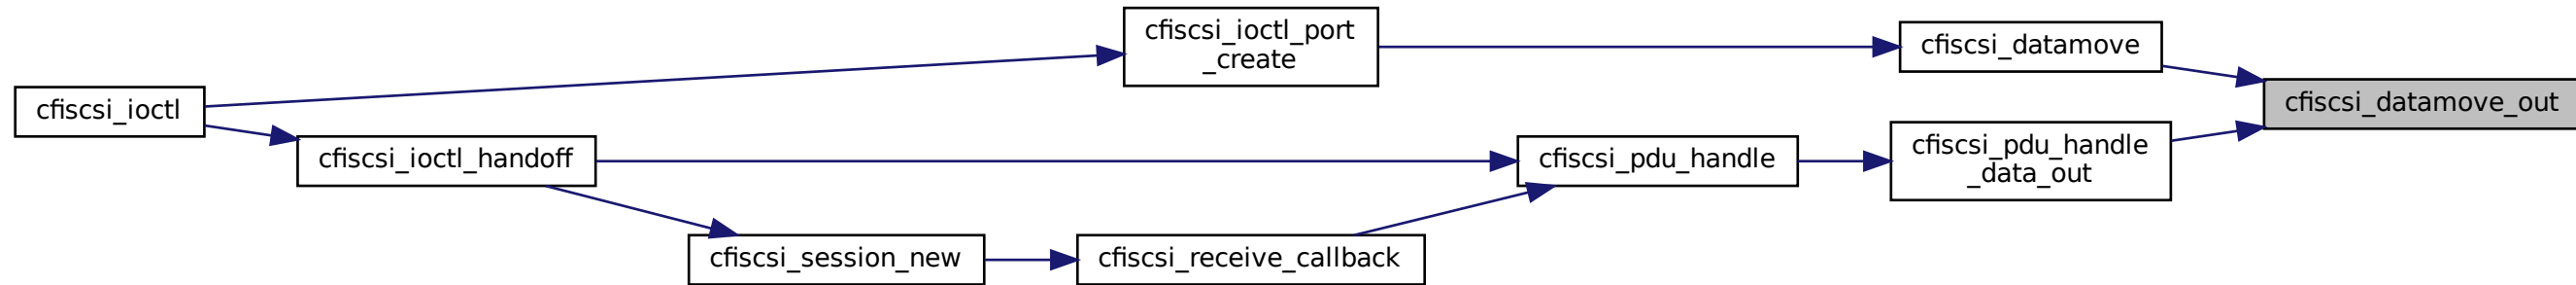 cfiscsi_ioctl
cfiscsi_ioctl_port
_create
cfiscsi_ioctl_handoff
cfiscsi_session_new
cfiscsi_receive_callback
cfiscsi_pdu_handle
cfiscsi_datamove
cfiscsi_pdu_handle
_data_out
cfiscsi_datamove_out